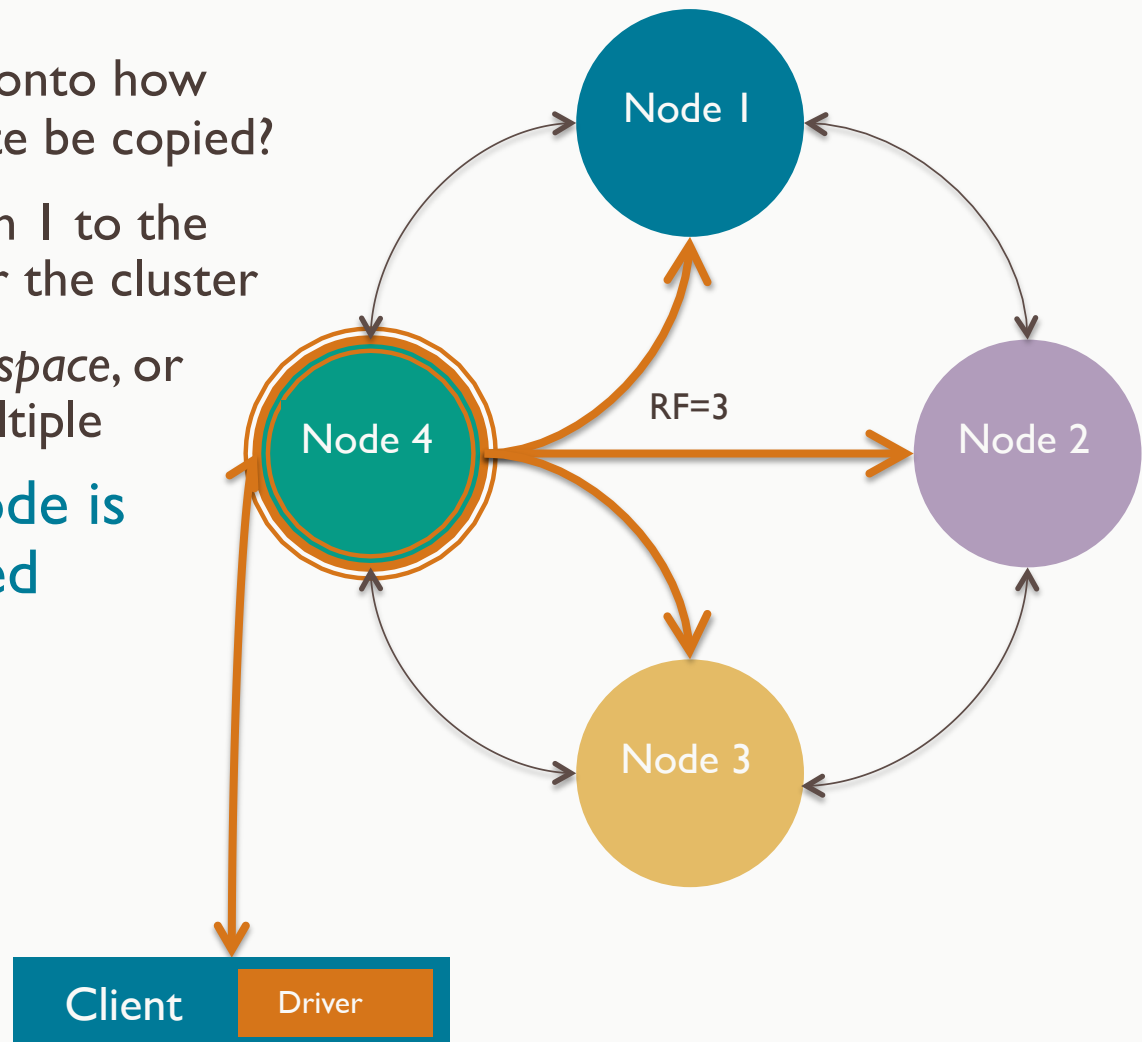 onto how
te be copied?
n 1 to the
r the cluster
space, or
ltiple
ode is
ed
Node 1
RF=3
Node 4
Node 2
Node 3
Client
Driver